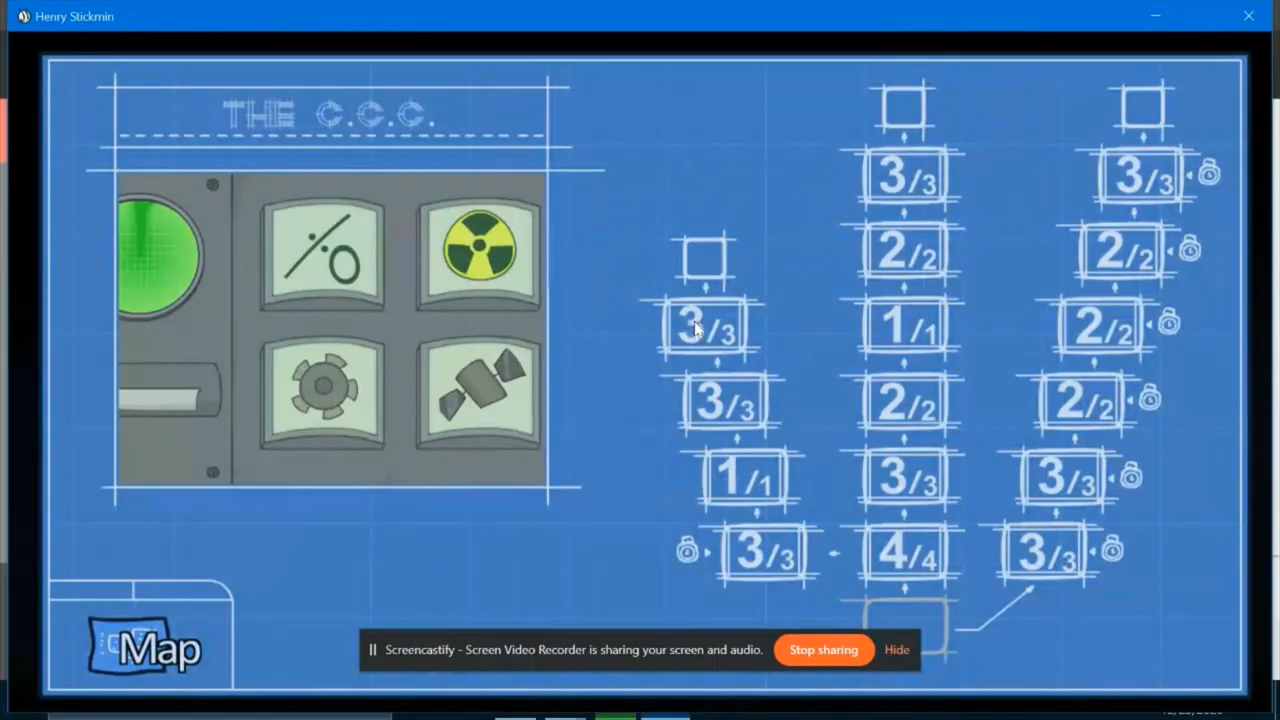 Henry Stickmin
THE C.C.C.
3/3
3/3
2/2
2/2
3/3
1/1
2/2
3/3
2/2
2/2
1/1
3/3
3/3
3/3
4/4
3/3
Map
Screencastify - Screen Video Recorder is sharing your screen and audio.
Stop sharing
Hide